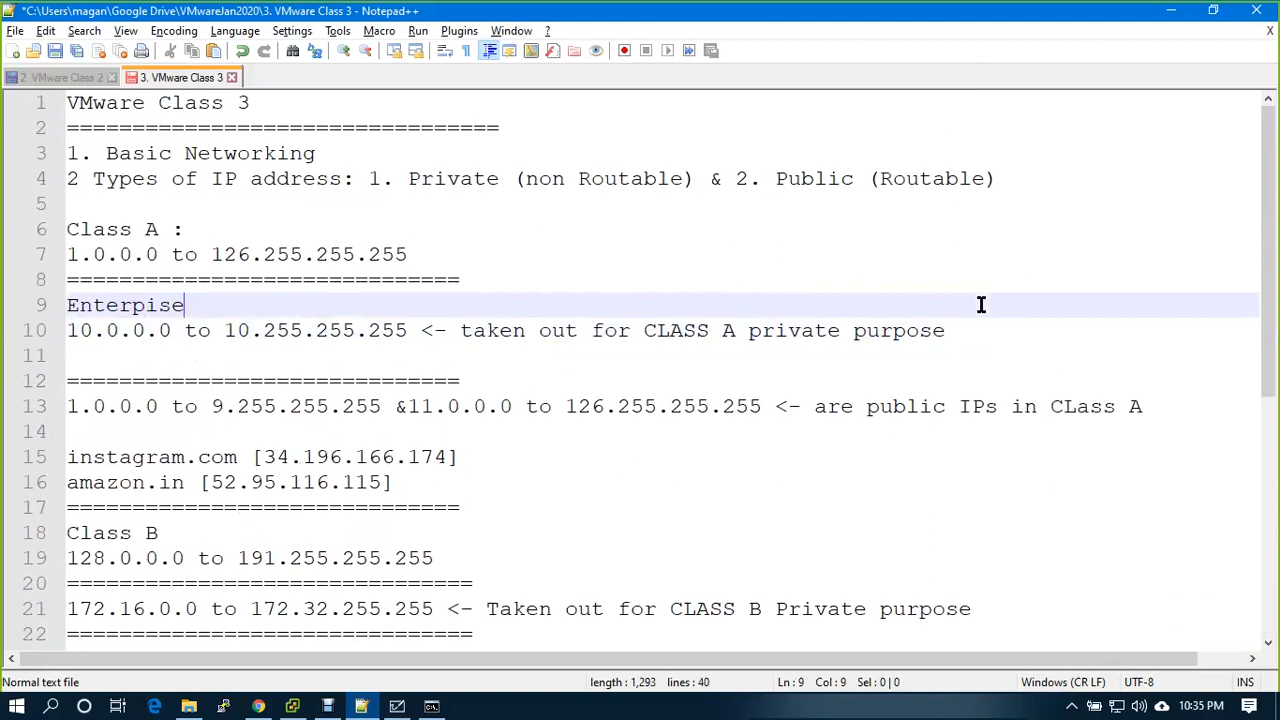 *C:\Users\magan\Google Drive\VMwareJan2020\3. VMware Class 3 - Notepad++
File Edit Search View Encoding Language Settings Tools Macro Run Plugins Window ? X
2. VMware Class 2 3. VMware Class 3
1 VMware Class 3
2 =================================
3 1. Basic Networking
4 2 Types of IP address: 1. Private (non Routable) & 2. Public (Routable)
5
6 Class A :
7 1.0.0.0 to 126.255.255.255
8 ==============================
9 Enterpise
10 10.0.0.0 to 10.255.255.255 <- taken out for CLASS A private purpose
11
12 ==============================
13 1.0.0.0 to 9.255.255.255 &11.0.0.0 to 126.255.255.255 <- are public IPs in CLass A
14
15 instagram.com [34.196.166.174]
16 amazon.in [52.95.116.115]
17 ==============================
18 Class B
19 128.0.0.0 to 191.255.255.255
20 ===============================
21 172.16.0.0 to 172.32.255.255 <- Taken out for CLASS B Private purpose
22 ===============================
Normal text file length : 1,293 lines : 40 Ln : 9 Col : 9 Sel : 0 | 0 Windows (CR LF) UTF-8 INS
10:35 PM